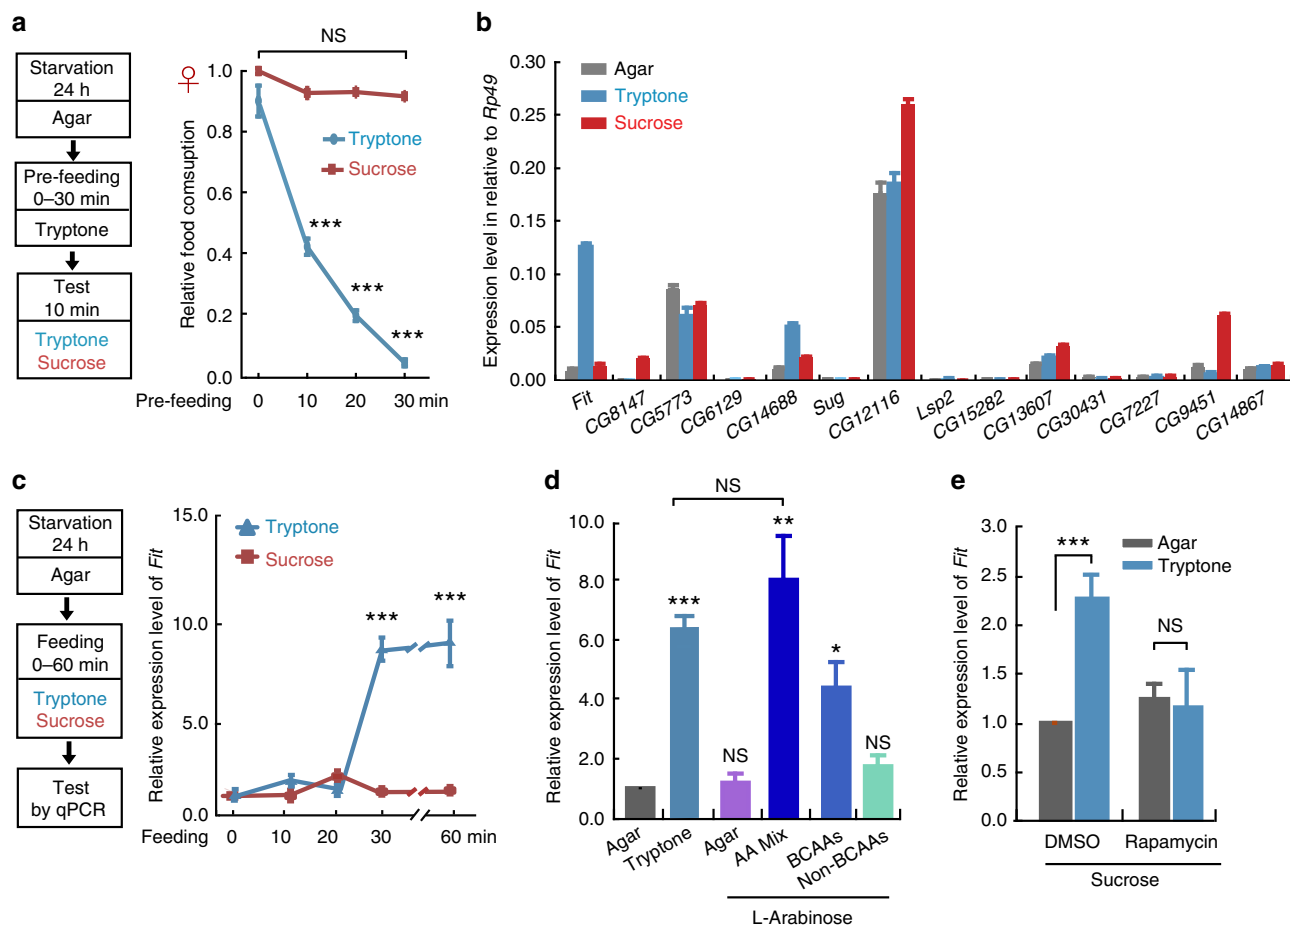 a
Starvation
24 h
Agar
Pre-feeding
0–30 min
Tryptone
Test
10 min
Tryptone
Sucrose
♀
NS
Relative food comsuption
1.0
0.8
0.6
0.4
0.2
0.0
Tryptone
Sucrose
***
***
***
Pre-feeding 0 10 20 30 min
b
Expression level in relative to Rp49
0.30
0.25
0.20
0.15
0.10
0.05
0.00
Agar
Tryptone
Sucrose
Fit
CG8147
CG5773
CG6129
CG14688
Sug
CG12116
Lsp2
CG15282
CG13607
CG30431
CG7227
CG9451
CG14867
c
Starvation
24 h
Agar
Feeding
0–60 min
Tryptone
Sucrose
Test
by qPCR
Relative expression level of Fit
15.0
10.0
5.0
0.0
Tryptone
Sucrose
***
***
Feeding 0 10 20 30 60 min
d
Relative expression level of Fit
10.0
8.0
6.0
4.0
2.0
0.0
NS
***
NS
**
*
NS
Agar
Tryptone
Agar
AA Mix
BCAAs
Non-BCAAs
L-Arabinose
e
Relative expression level of Fit
3.0
2.5
2.0
1.5
1.0
0.5
0.0
Agar
Tryptone
***
NS
DMSO Rapamycin
Sucrose